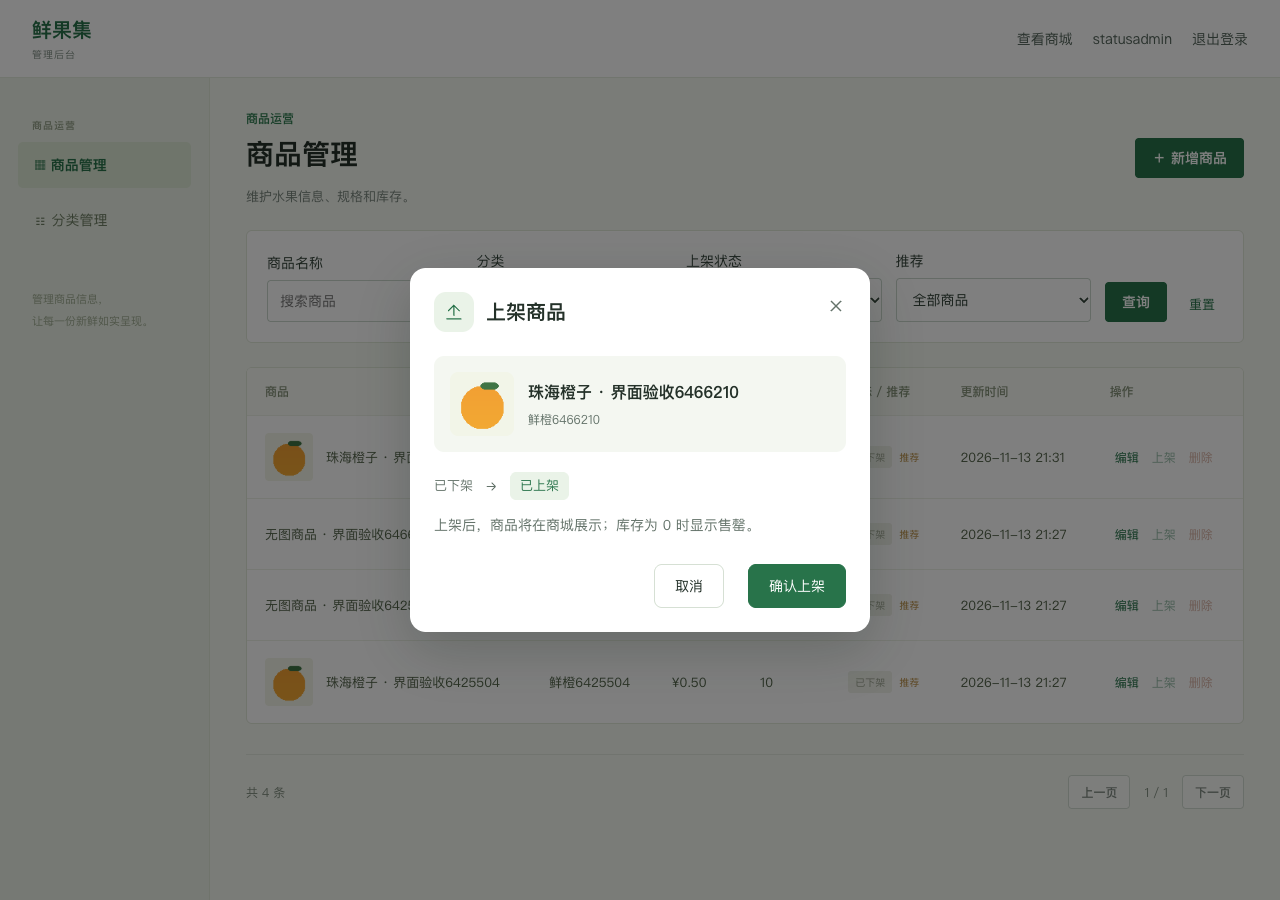 鲜果集
管理后台
查看商城 statusadmin 退出登录
商品运营
商品管理
分类管理
管理商品信息，
让每一份新鲜如实呈现。
商品运营
商品管理
维护水果信息、规格和库存。
＋ 新增商品
商品名称 分类 上架状态 推荐
搜索商品 全部商品 查询 重置
商品 / 推荐 更新时间 操作
珠海橙子 · 界 下架 推荐 2026-11-13 21:31 编辑 上架 删除
无图商品 · 界面验收646 下架 推荐 2026-11-13 21:27 编辑 上架 删除
无图商品 · 界面验收6425 下架 推荐 2026-11-13 21:27 编辑 上架 删除
珠海橙子 · 界面验收6425504 鲜橙6425504 ¥0.50 10 已下架 推荐 2026-11-13 21:27 编辑 上架 删除
共 4 条 上一页 1 / 1 下一页
上架商品 ×
珠海橙子 · 界面验收6466210
鲜橙6466210
已下架 → 已上架
上架后，商品将在商城展示；库存为 0 时显示售罄。
取消 确认上架